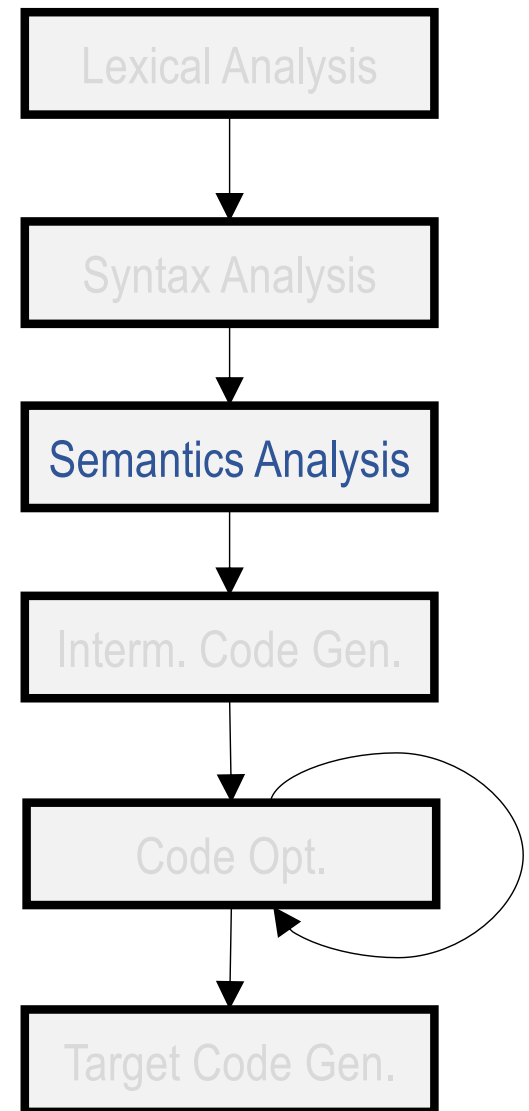 Lexical Analysis
Syntax Analysis
Semantics Analysis
Interm. Code Gen.
Code Opt.
Target Code Gen.